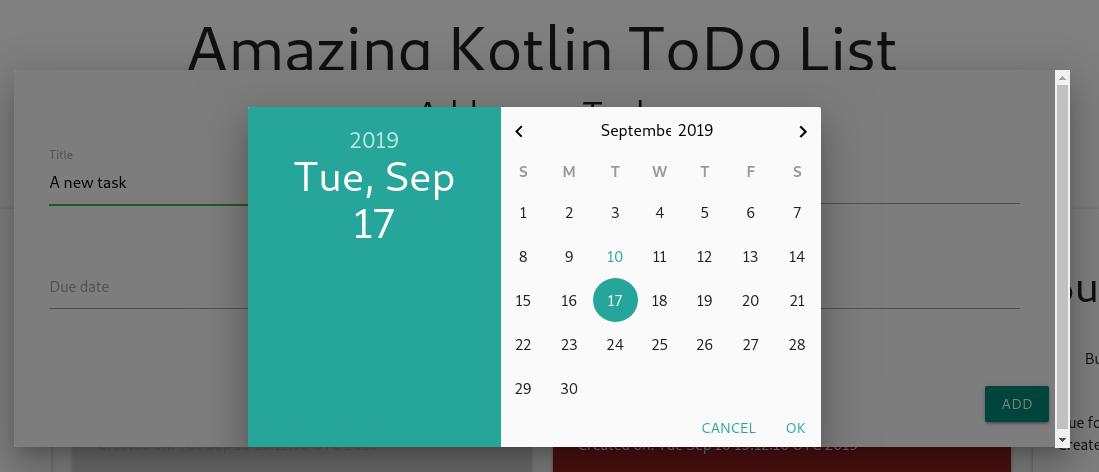 Amazing Kotlin ToDo List
2019
Tue, Sep
17
Septembe 2019
S M T W T F S
1 2 3 4 5 6 7
8 9 10 11 12 13 14
15 16 17 18 19 20 21
22 23 24 25 26 27 28
29 30
CANCEL OK
Title
A new task
Due date
ADD